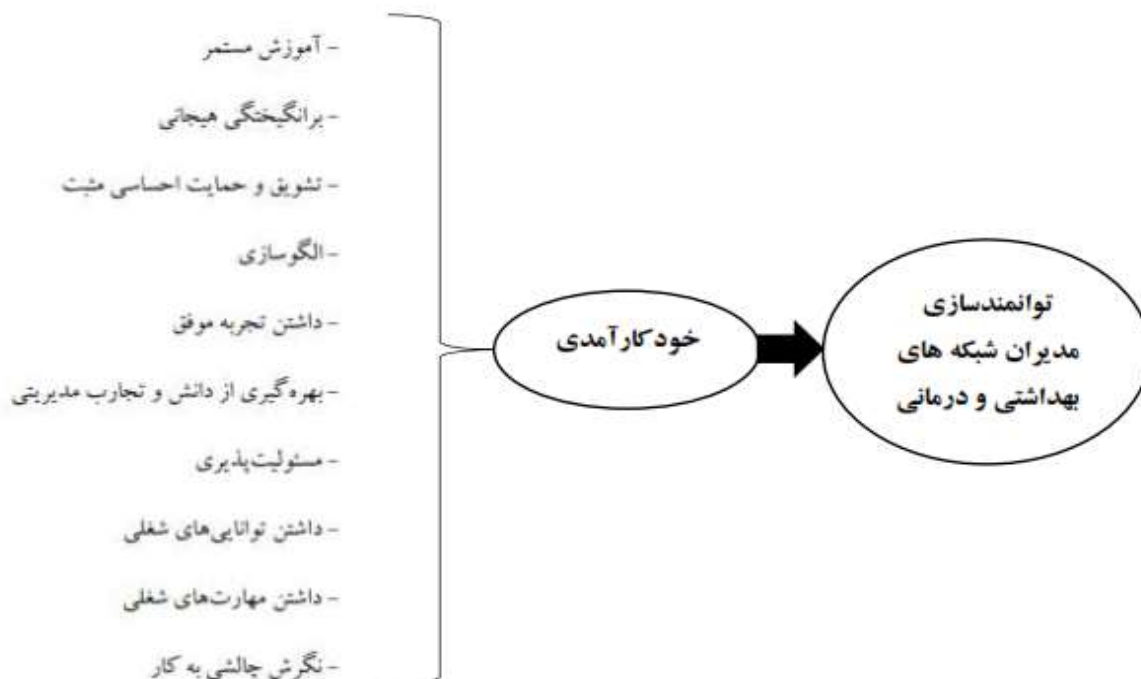 - آموزش مستمر
- برانگیختگی هیجانی
- تشویق و حمایت احساسی مثبت
- الگوسازی
- داشتن تجربه موفق
- بهره‌گیری از دانش و تجارب مدیریتی
- مسئولیت‌پذیری
- داشتن توانایی‌های شغلی
- داشتن مهارت‌های شغلی
- نگرش چالشی به کار
خودکارآمدی
توانمندسازی
مدیران شبکه های
بهداشتی و درمانی